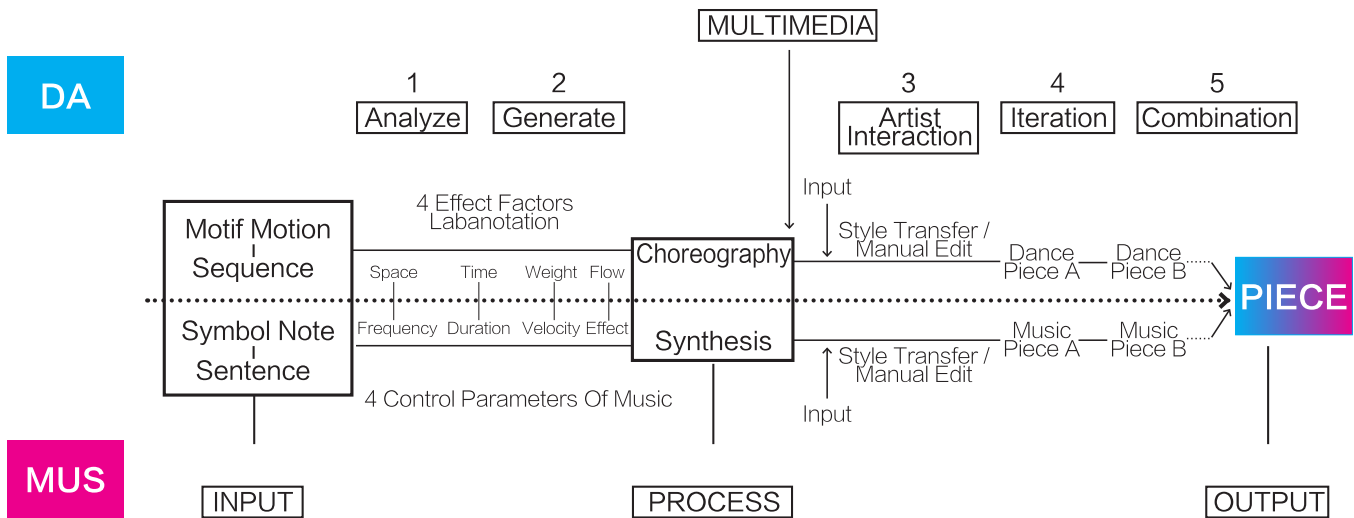 MULTIMEDIA
DA
1
2
3
4
5
Analyze
Generate
Artist
Interaction
Iteration
Combination
4 Effect Factors
Labanotation
Input
Motif Motion
Sequence
Choreography
Style Transfer /
Manual Edit
Dance
Piece A
Dance
Piece B
Space
Time
Weight
Flow
PIECE
Frequency
Duration
Velocity
Effect
Symbol Note
Sentence
Synthesis
Style Transfer /
Manual Edit
Music
Piece A
Music
Piece B
4 Control Parameters Of Music
Input
MUS
INPUT
PROCESS
OUTPUT